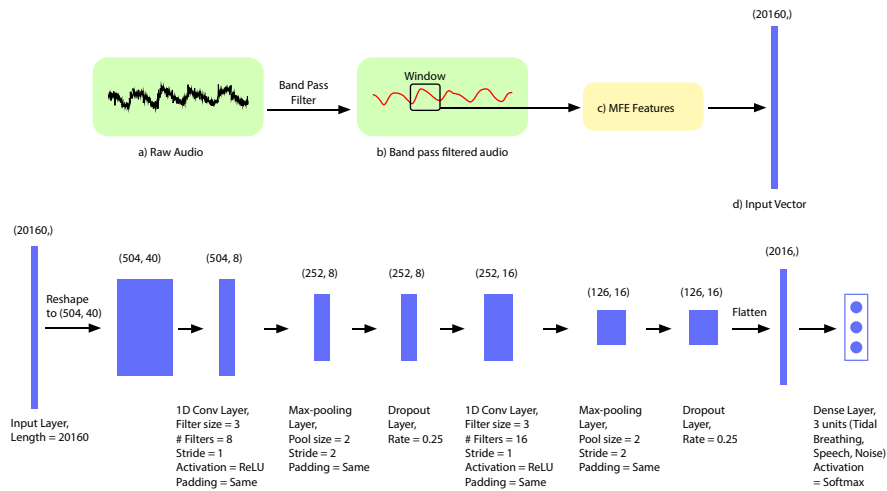 (20160,)
Band Pass
Filter
Window
c) MFE Features
a) Raw Audio
b) Band pass filtered audio
d) Input Vector
(20160,)
(504, 40)
(504, 8)
(252, 8)
(252, 8)
(252, 16)
(126, 16)
(126, 16)
(2016,)
Reshape
to (504, 40)
Flatten
Input Layer,
Length = 20160
1D Conv Layer,
Filter size = 3
# Filters = 8
Stride = 1
Activation = ReLU
Padding = Same
Max-pooling
Layer,
Pool size = 2
Stride = 2
Padding = Same
Dropout
Layer,
Rate = 0.25
1D Conv Layer,
Filter size = 3
# Filters = 16
Stride = 1
Activation = ReLU
Padding = Same
Max-pooling
Layer,
Pool size = 2
Stride = 2
Padding = Same
Dropout
Layer,
Rate = 0.25
Dense Layer,
3 units (Tidal
Breathing,
Speech, Noise)
Activation
= Softmax